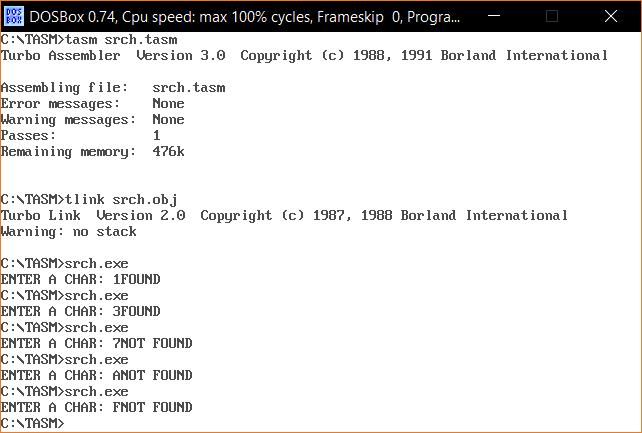 DOS BOX DOSBox 0.74, Cpu speed: max 100% cycles, Frameskip 0, Progra...
C:\TASM>tasm srch.tasm
Turbo Assembler  Version 3.0  Copyright (c) 1988, 1991 Borland International
Assembling file:   srch.tasm
Error messages:    None
Warning messages:  None
Passes:            1
Remaining memory:  476k
C:\TASM>tlink srch.obj
Turbo Link  Version 2.0  Copyright (c) 1987, 1988 Borland International
Warning: no stack
C:\TASM>srch.exe
ENTER A CHAR: 1FOUND
C:\TASM>srch.exe
ENTER A CHAR: 3FOUND
C:\TASM>srch.exe
ENTER A CHAR: 7NOT FOUND
C:\TASM>srch.exe
ENTER A CHAR: ANOT FOUND
C:\TASM>srch.exe
ENTER A CHAR: FNOT FOUND
C:\TASM>